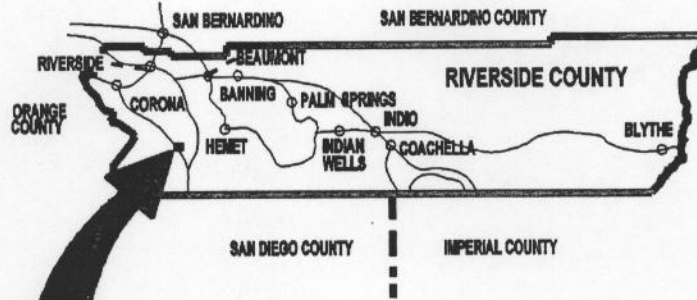 SAN BERNARDINO
SAN BERNARDINO COUNTY
RIVERSIDE
BEAUMONT
RIVERSIDE COUNTY
ORANGE
COUNTY
CORONA
BANNING
PALM SPRINGS
HEMET
INDIAN
WELLS
INDIO
COACHELLA
BLYTHE
SAN DIEGO COUNTY
IMPERIAL COUNTY